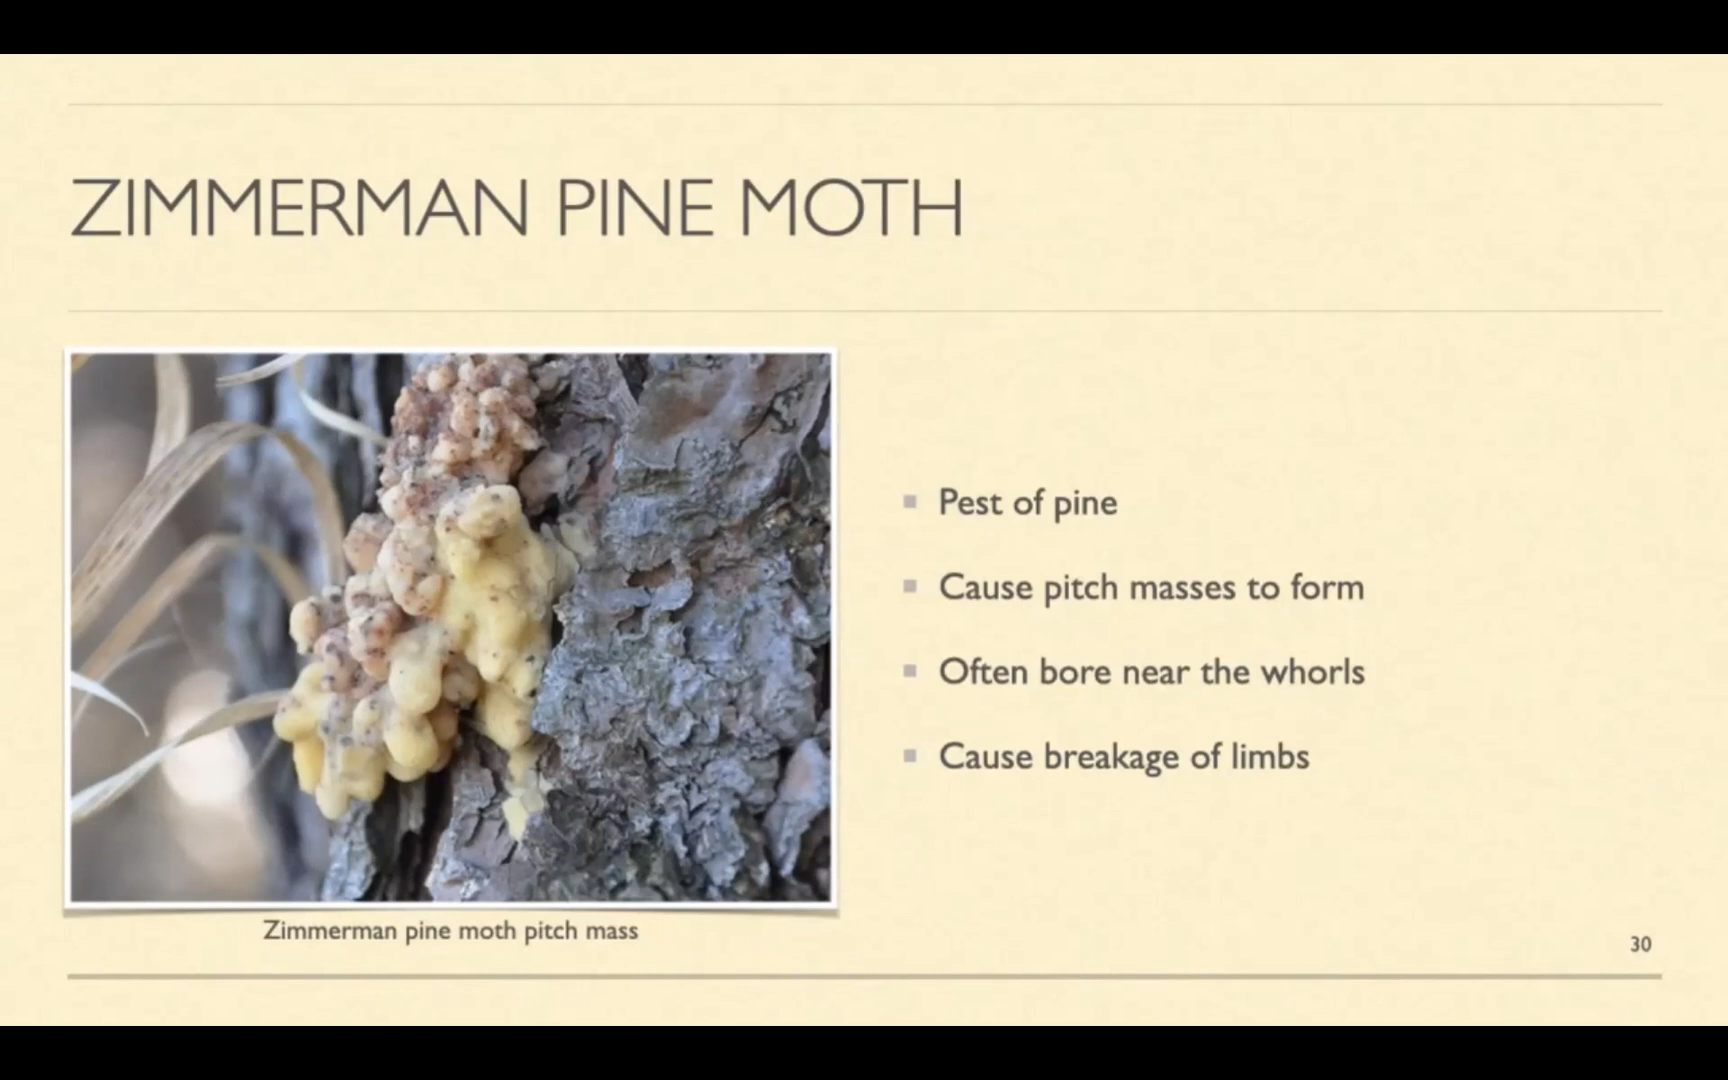 ZIMMERMAN PINE MOTH
Pest of pine
Cause pitch masses to form
Often bore near the whorls
Cause breakage of limbs
Zimmerman pine moth pitch mass
30